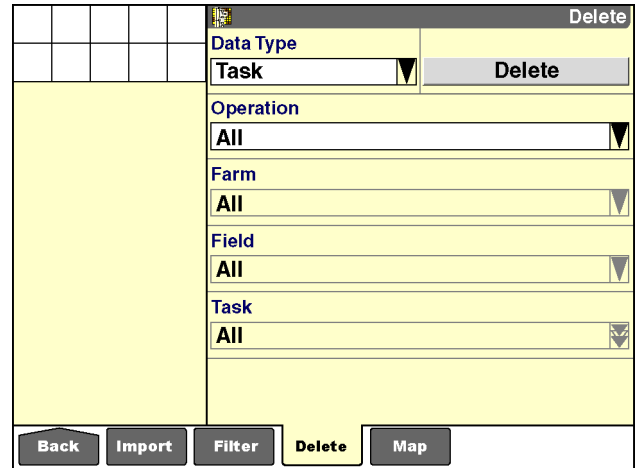 Delete
Data Type
Task
Delete
Operation
All
Farm
All
Field
All
Task
All
Back Import Filter Delete Map